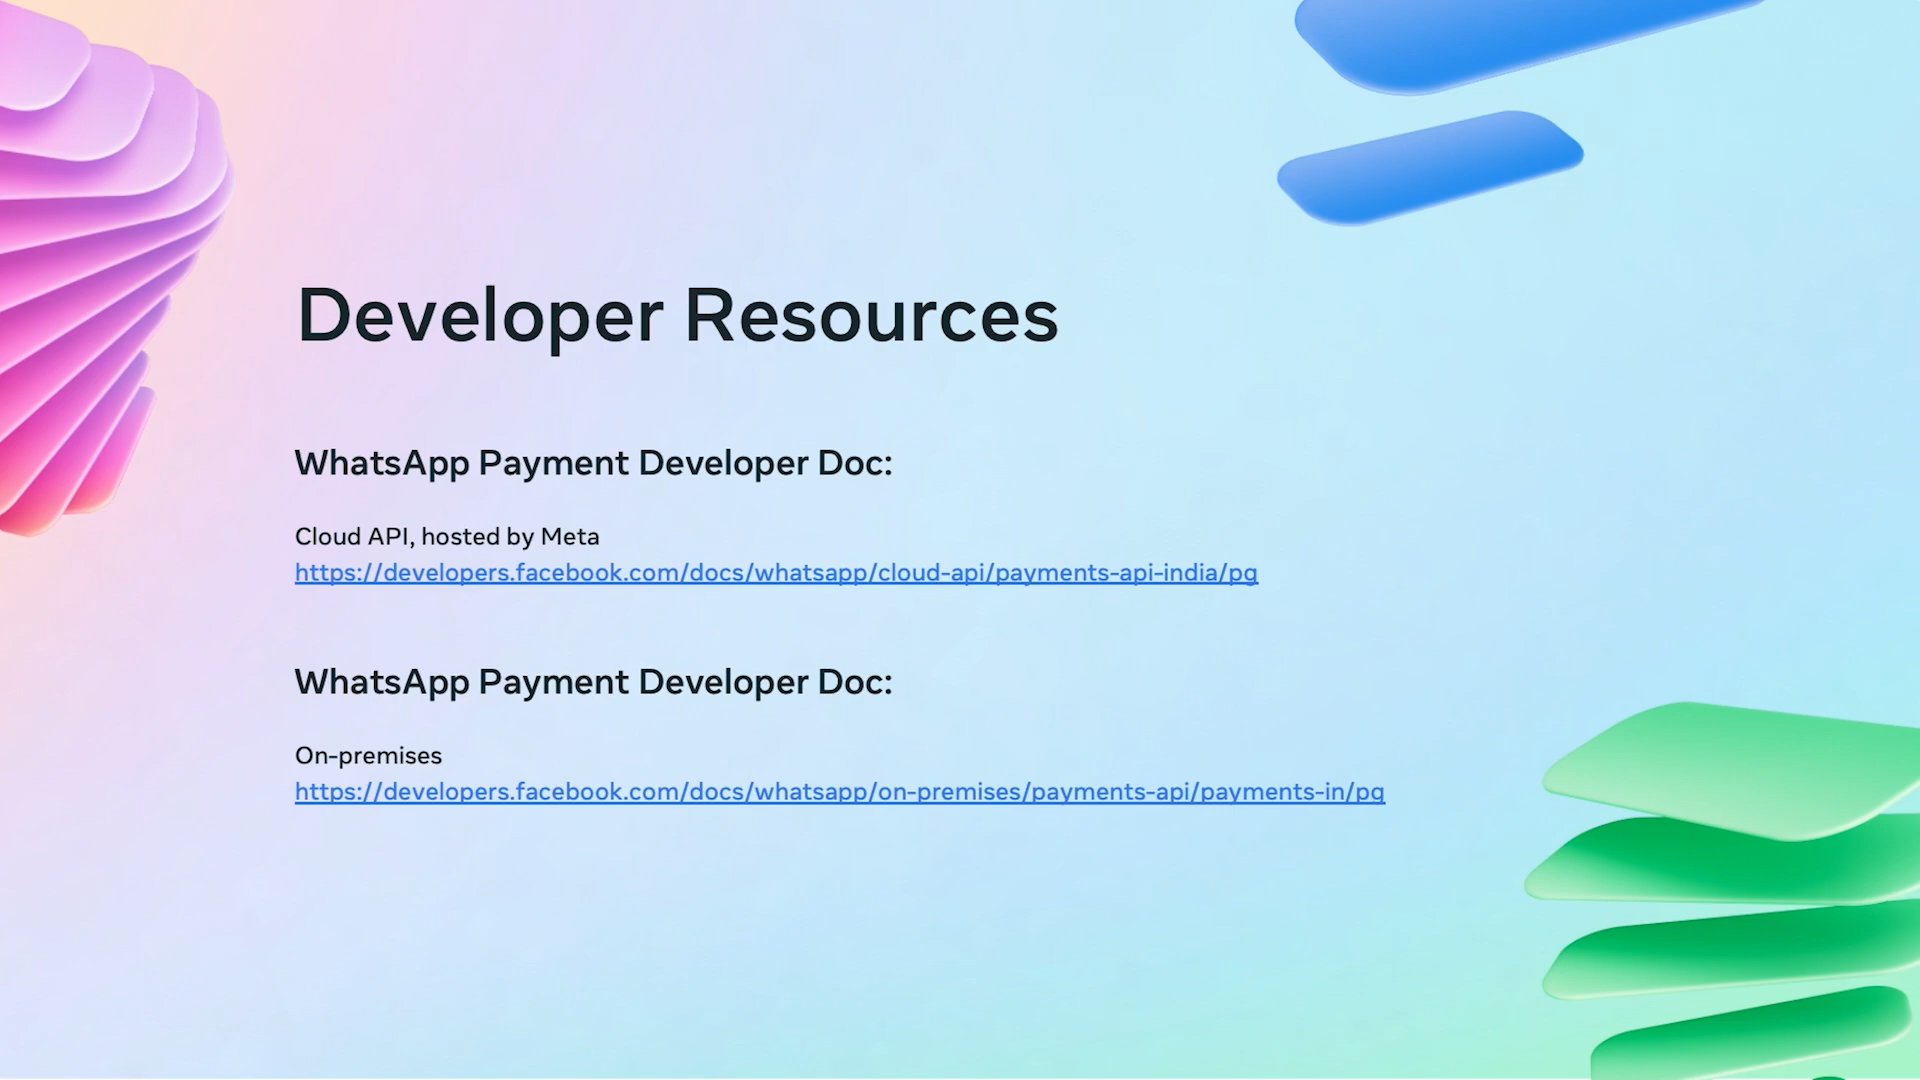 Developer Resources
WhatsApp Payment Developer Doc:
Cloud API, hosted by Meta
https://developers.facebook.com/docs/whatsapp/cloud-api/payments-api-india/pg
WhatsApp Payment Developer Doc:
On-premises
https://developers.facebook.com/docs/whatsapp/on-premises/payments-api/payments-in/pg